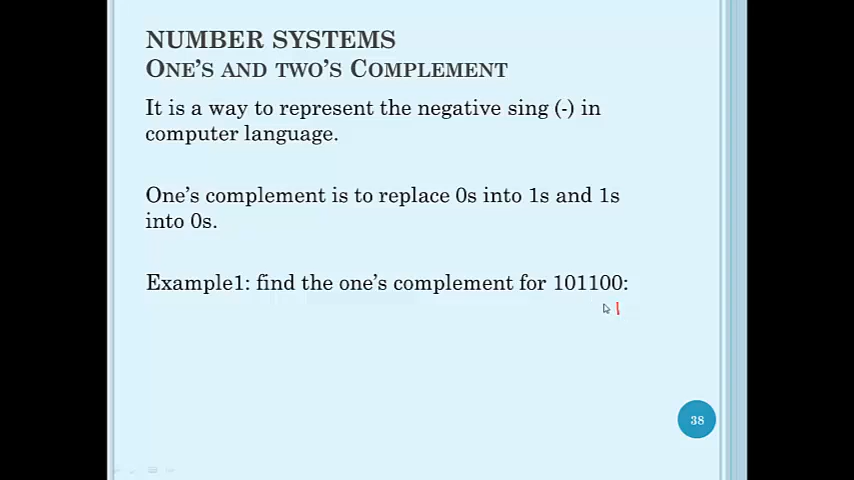 NUMBER SYSTEMS
ONE'S AND TWO'S COMPLEMENT
It is a way to represent the negative sing (-) in
computer language.
One's complement is to replace 0s into 1s and 1s
into 0s.
Example1: find the one's complement for 101100:
1
38